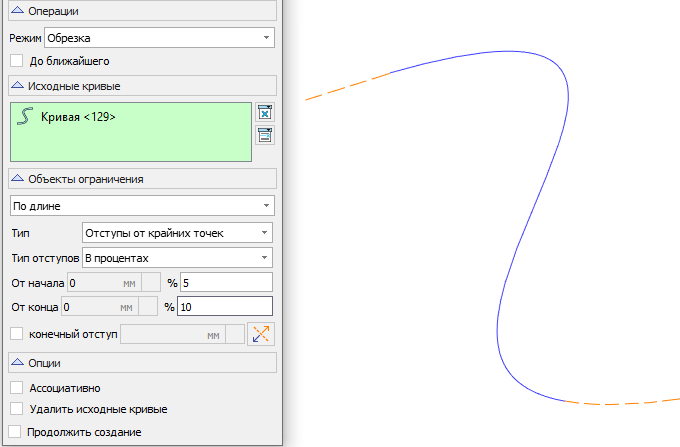 Операции
Режим Обрезка
До ближайшего
Исходные кривые
Кривая <129>
Объекты ограничения
По длине
Тип Отступы от крайних точек
Тип отступов В процентах
От начала 0 мм % 5
От конца 0 мм % 10
конечный отступ мм
Опции
Ассоциативно
Удалить исходные кривые
Продолжить создание